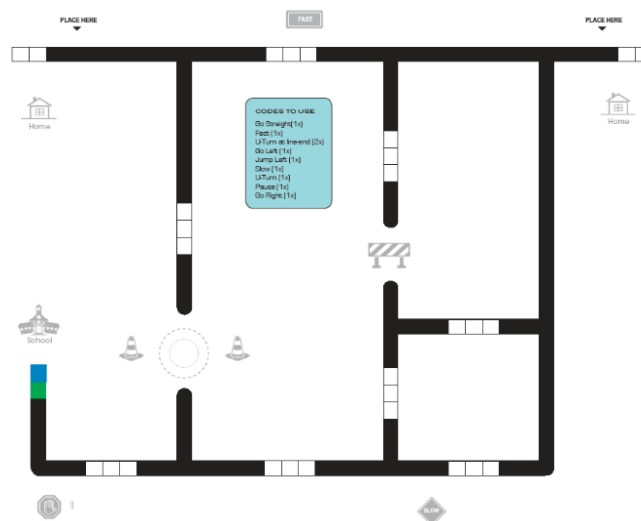 PLACE HERE
FAST
PLACE HERE
Home
CODES TO USE
Go Straight (1x)
Fast (1x)
U-Turn at line end (2x)
Go Left (1x)
Jump Left (1x)
Slow (1x)
U-Turn (1x)
Pause (1x)
Go Right (1x)
Home
School
SLOW